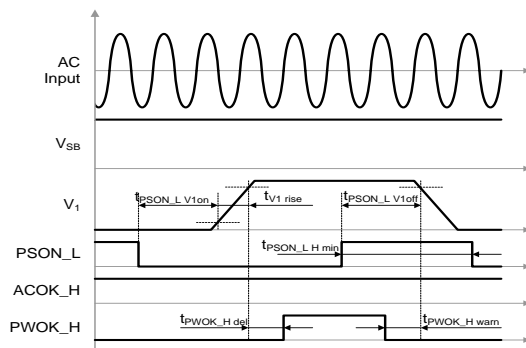 AC
Input
VSB
tPSON_L V1on
tV1 rise
tPSON_L V1off
V1
PSON_L
tPSON_L H min
ACOK_H
PWOK_H
tPWOK_H del
tPWOK_H warn